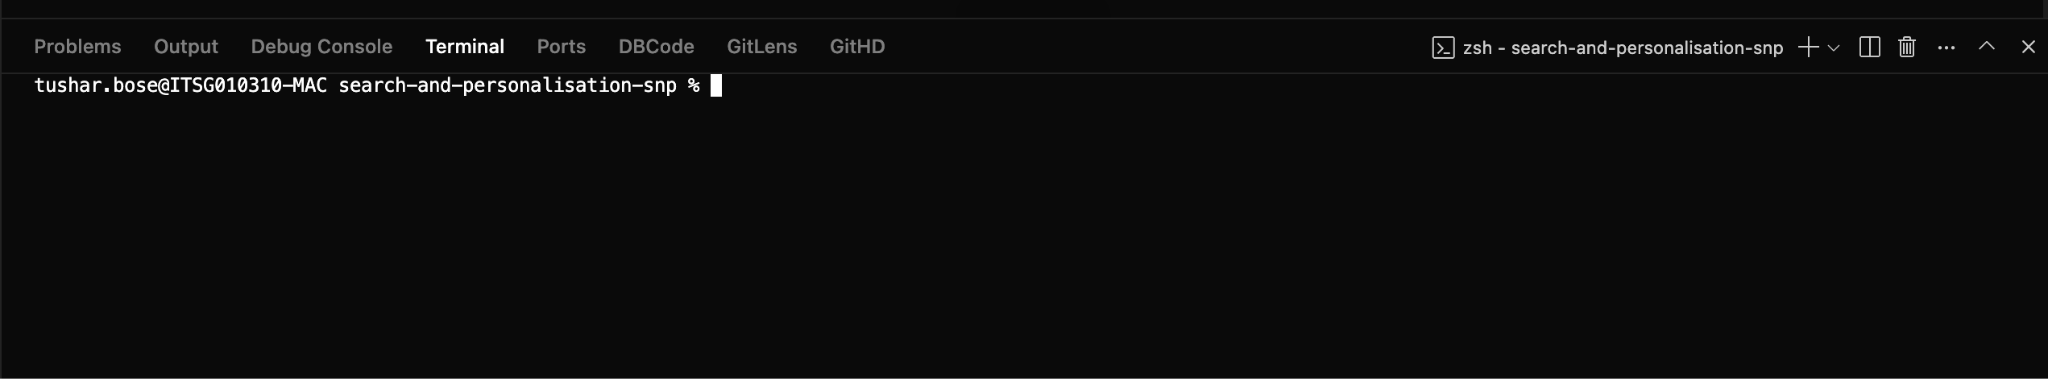 Problems Output Debug Console Terminal Ports DBCode GitLens GitHD zsh - search-and-personalisation-snp
tushar.bose@ITSG010310-MAC search-and-personalisation-snp %